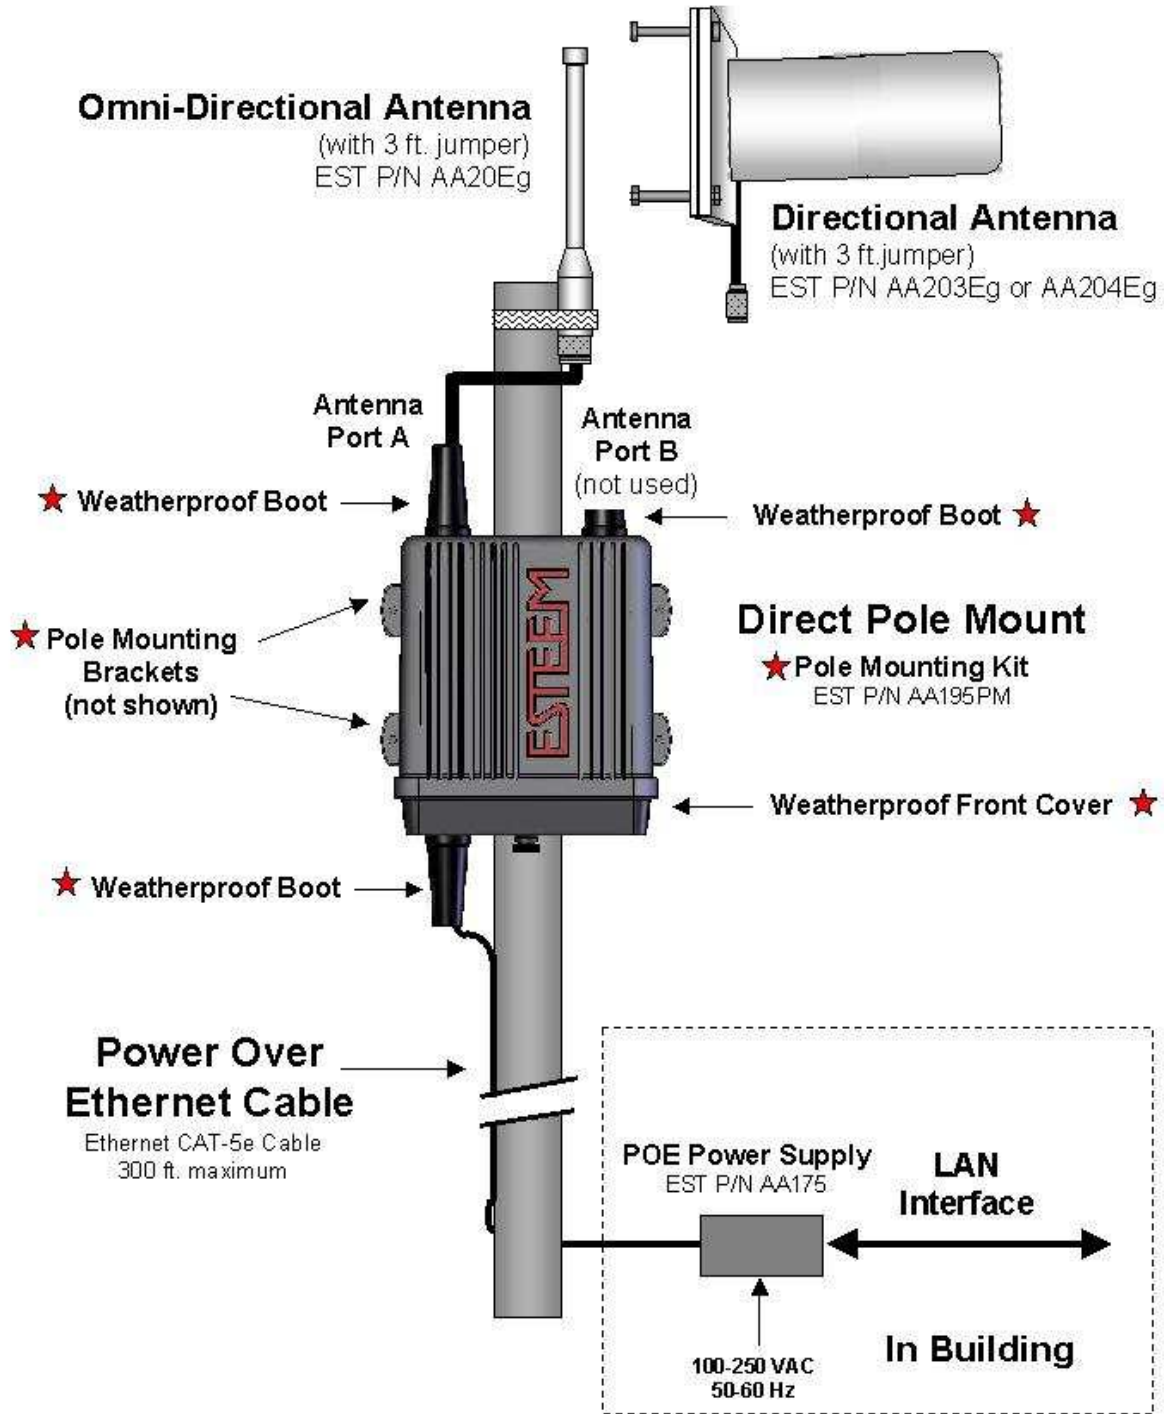 Omni-Directional Antenna
(with 3 ft. jumper)
EST P/N AA20Eg
Directional Antenna
(with 3 ft.jumper)
EST P/N AA203Eg or AA204Eg
Antenna
Port A
Antenna
Port B
(not used)
Weatherproof Boot
Weatherproof Boot
Pole Mounting
Brackets
(not shown)
ESTEEM
Direct Pole Mount
Pole Mounting Kit
EST P/N AA195PM
Weatherproof Front Cover
Weatherproof Boot
Power Over
Ethernet Cable
Ethernet CAT-5e Cable
300 ft. maximum
POE Power Supply
EST P/N AA175
LAN
Interface
100-250 VAC
50-60 Hz
In Building